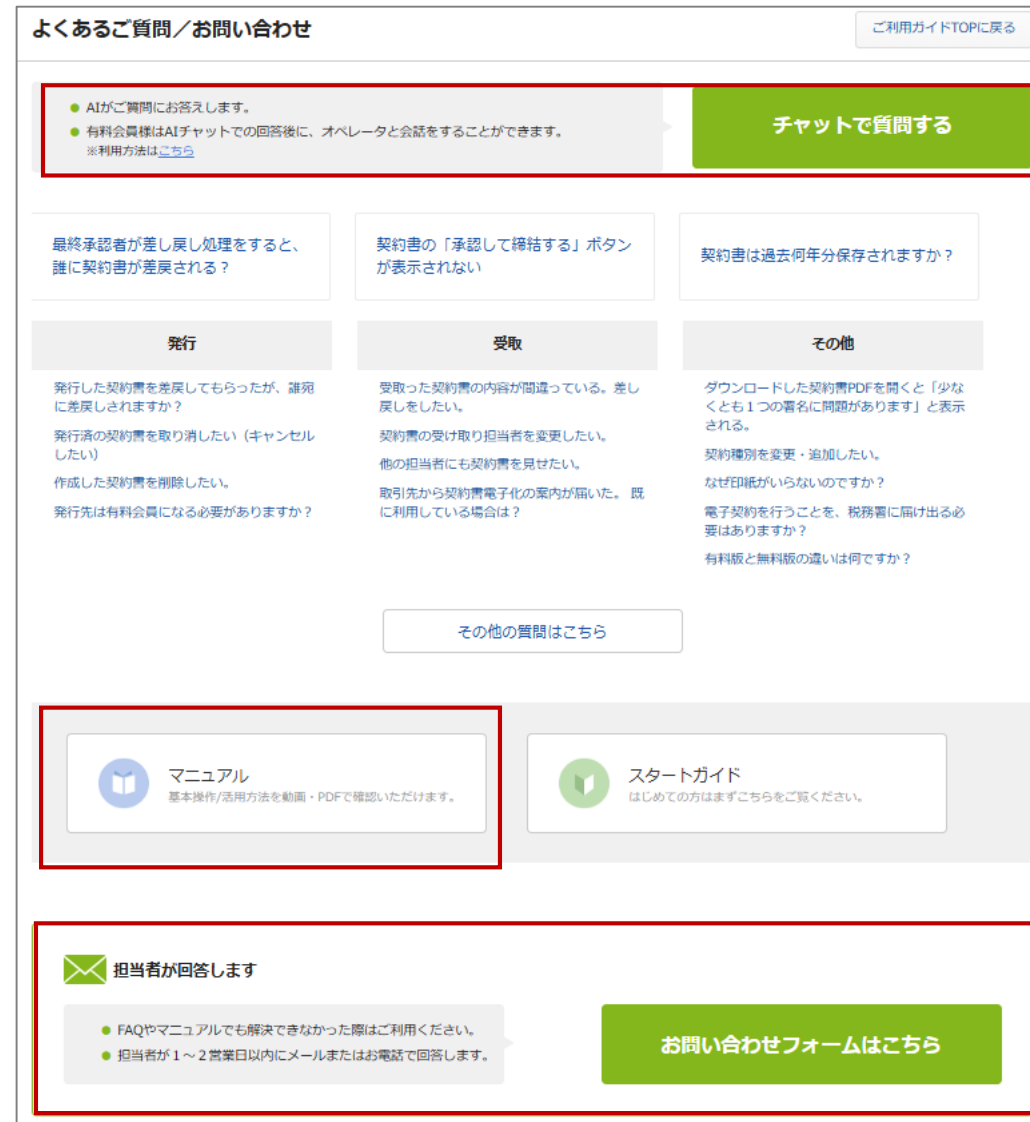 よくあるご質問／お問い合わせ
ご利用ガイドTOPに戻る
AIがご質問にお答えします。
有料会員様はAIチャットでの回答後に、オペレータと会話をすることができます。
※利用方法はこちら
チャットで質問する
最終承認者が差し戻し処理をすると、
誰に契約書が差戻される？
契約書の「承認して締結する」ボタン
が表示されない
契約書は過去何年分保存されますか？
発行
発行した契約書を差戻してもらったが、誰宛
に差戻しされますか？
発行済の契約書を取り消したい（キャンセル
したい）
作成した契約書を削除したい。
発行先は有料会員になる必要がありますか？
受取
受取った契約書の内容が間違っている。差し
戻しをしたい。
契約書の受け取り担当者を変更したい。
他の担当者にも契約書を見せたい。
取引先から契約書電子化の案内が届いた。 既
に利用している場合は？
その他
ダウンロードした契約書PDFを開くと「少な
くとも１つの署名に問題があります」と表示
される。
契約種別を変更・追加したい。
なぜ印紙がいらないのですか？
電子契約を行うことを、税務署に届け出る必
要はありますか？
有料版と無料版の違いは何ですか？
その他の質問はこちら
マニュアル
基本操作/活用方法を動画・PDFで確認いただけます。
スタートガイド
はじめての方はまずこちらをご覧ください。
担当者が回答します
FAQやマニュアルでも解決できなかった際はご利用ください。
担当者が１～２営業日以内にメールまたはお電話で回答します。
お問い合わせフォームはこちら